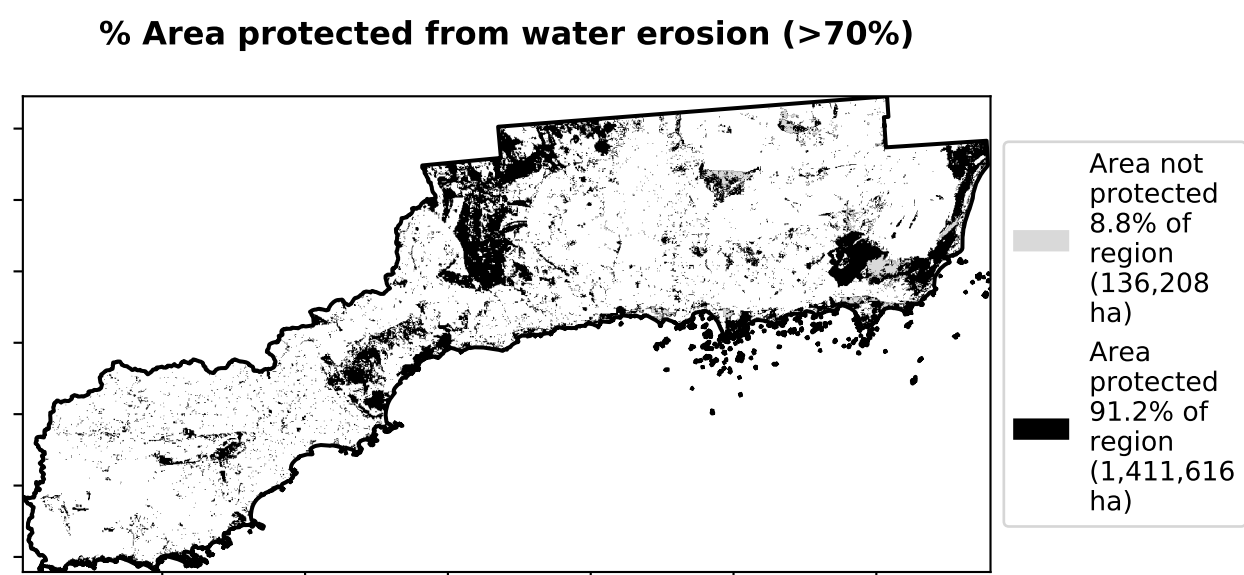 % Area protected from water erosion (>70%)
Area not
protected
8.8% of
region
(136,208
ha)
Area
protected
91.2% of
region
(1,411,616
ha)